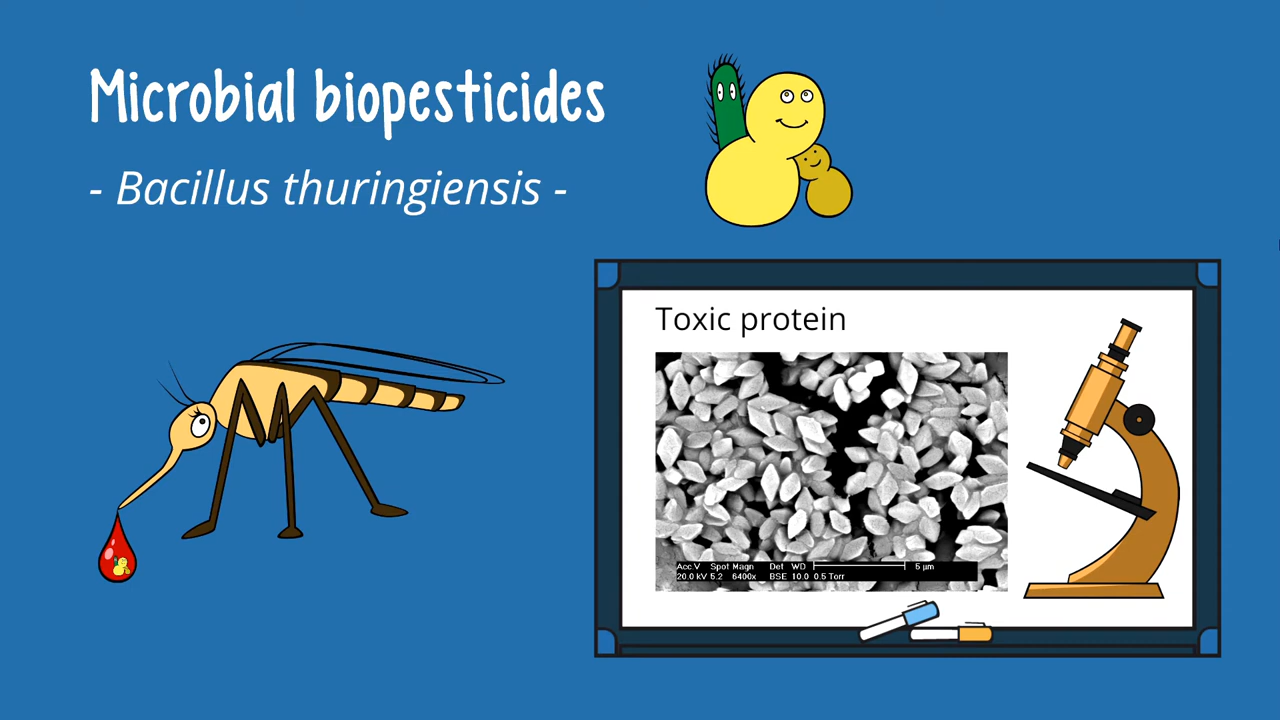 Microbial biopesticides
- Bacillus thuringiensis -
Toxic protein
Acc.V Spot Magn Det WD 5 µm
20.0 kV 5.2 6400x BSE 10.0 0.5 Torr